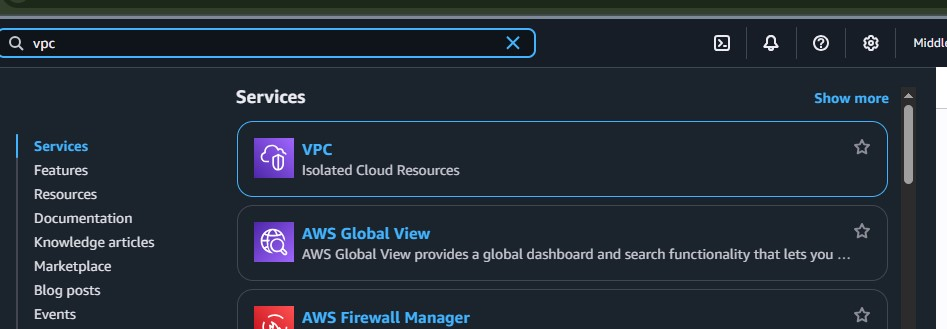 vpc
Middle
Services
Show more
Services
Features
Resources
Documentation
Knowledge articles
Marketplace
Blog posts
Events
VPC
Isolated Cloud Resources
AWS Global View
AWS Global View provides a global dashboard and search functionality that lets you ...
AWS Firewall Manager